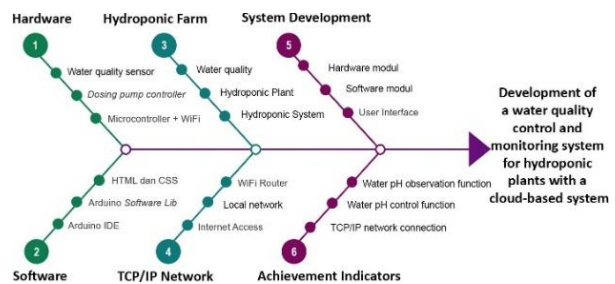 Hardware
Hydroponic Farm
System Development
1
3
5
Water quality sensor
Dosing pump controller
Microcontroller + WiFi
Water quality
Hydroponic Plant
Hydroponic System
Hardware modul
Software modul
User Interface
Development of
a water quality
control and
monitoring system
for hydroponic
plants with a
cloud-based system
HTML dan CSS
Arduino Software Lib
Arduino IDE
WiFi Router
Local network
Internet Access
Water pH observation function
Water pH control function
TCP/IP network connection
2
4
6
Software
TCP/IP Network
Achievement Indicators